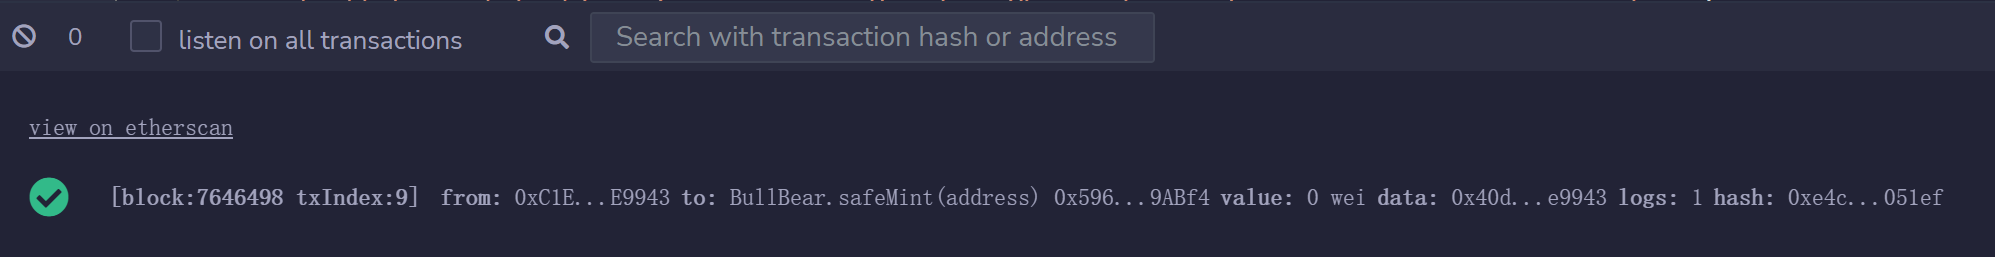 0 listen on all transactions Search with transaction hash or address
view on etherscan
[block:7646498 txIndex:9] from: 0xC1E...E9943 to: BullBear.safeMint(address) 0x596...9ABf4 value: 0 wei data: 0x40d...e9943 logs: 1 hash: 0xe4c...051ef